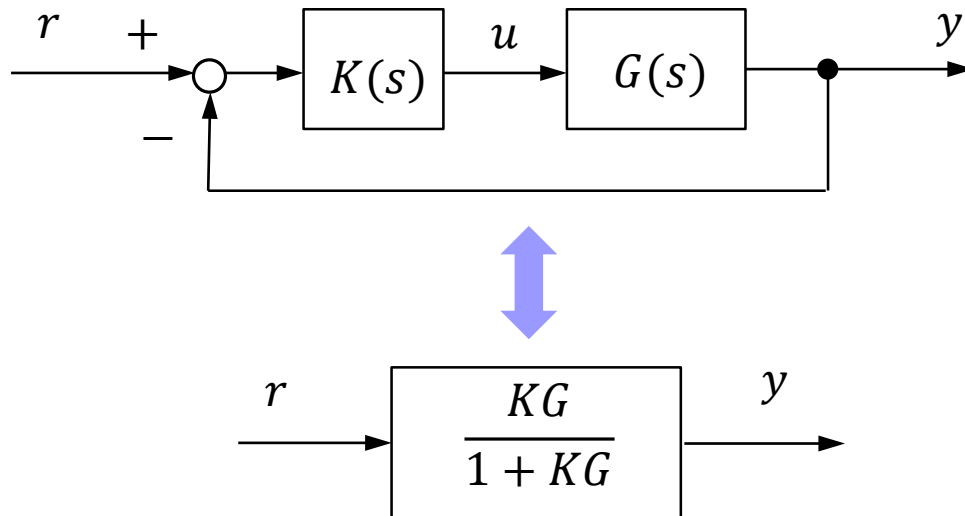 r + u y
K(s) G(s)
−
r y
KG
1 + KG